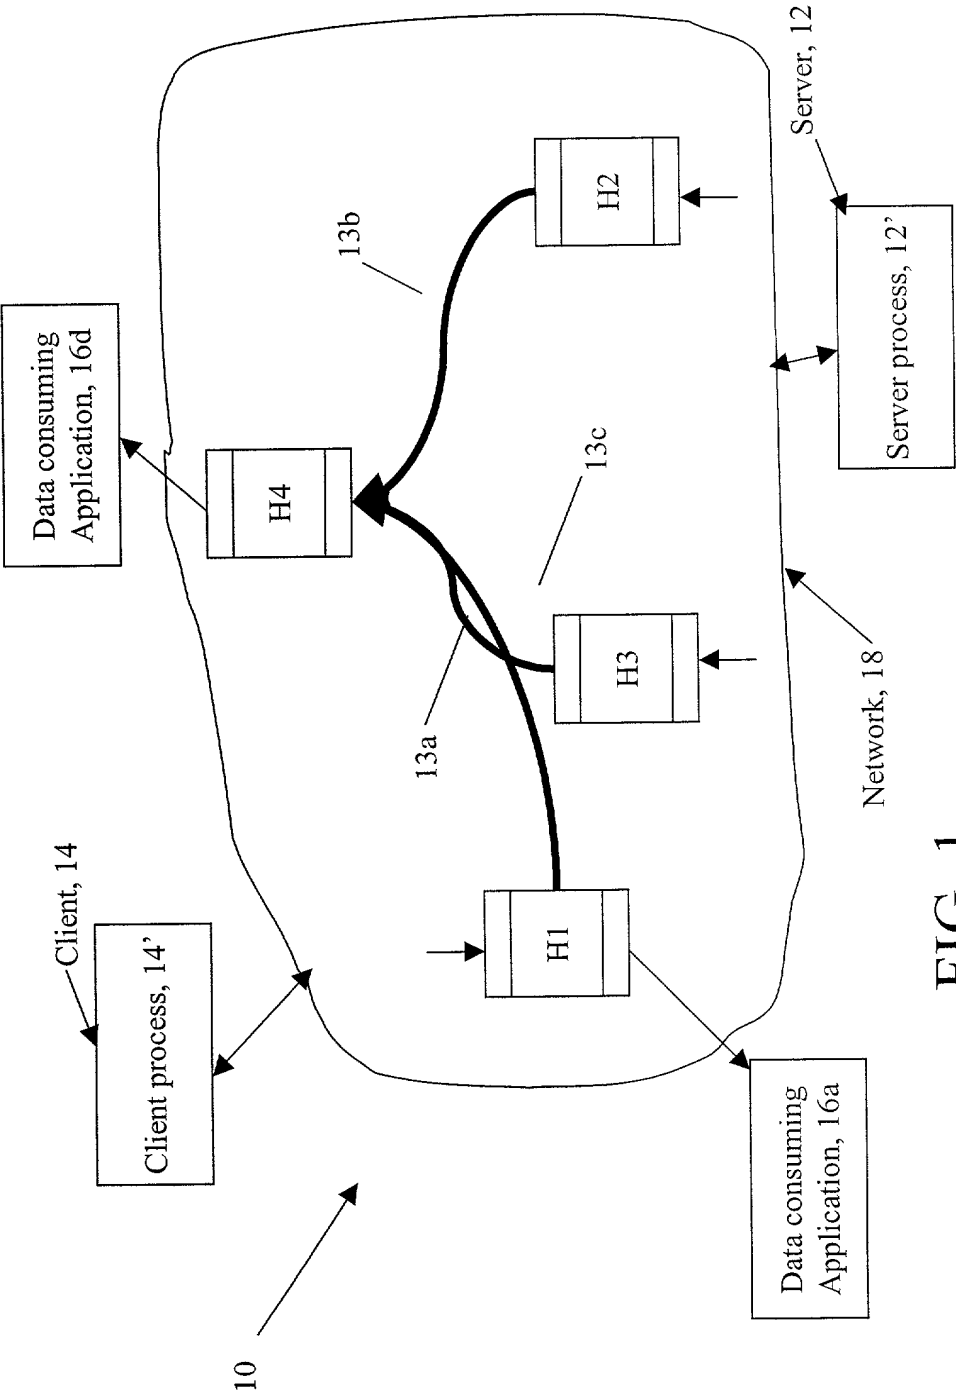 Data consuming
Application, 16d
Client, 14
Client process, 14'
10
H4
13b
13a
H1
13c
H2
H3
Data consuming
Application, 16a
Server, 12
Network, 18
Server process, 12'
FIG. 1